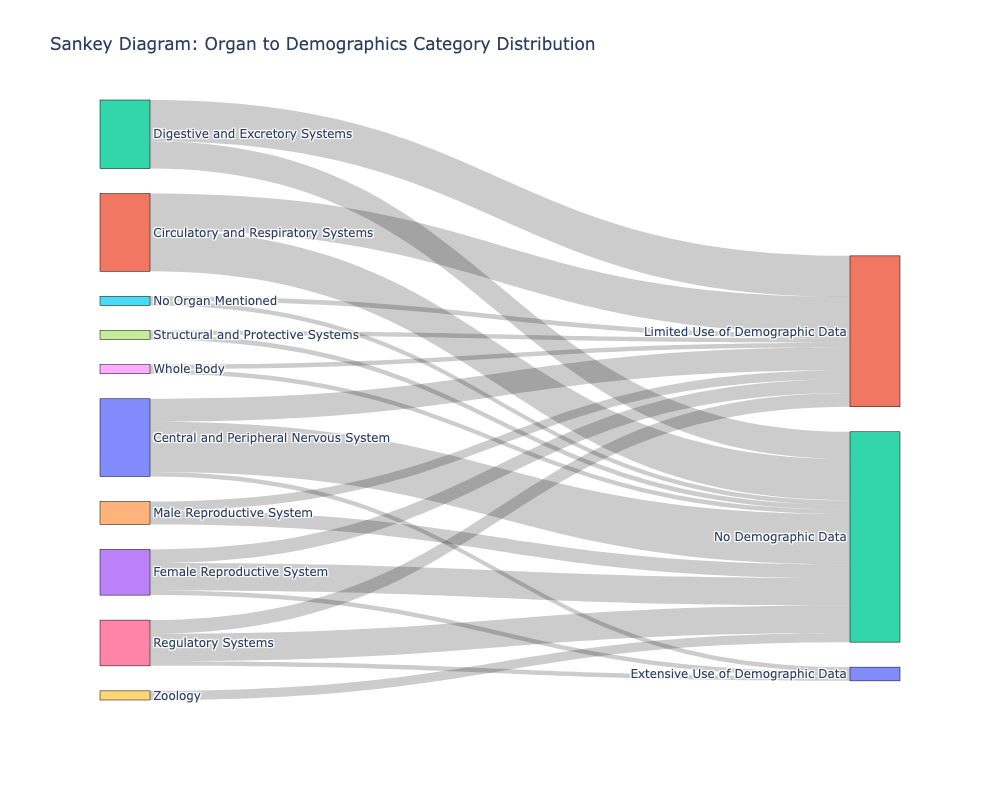 Sankey Diagram: Organ to Demographics Category Distribution
Digestive and Excretory Systems
Circulatory and Respiratory Systems
No Organ Mentioned
Structural and Protective Systems
Whole Body
Central and Peripheral Nervous System
Male Reproductive System
Female Reproductive System
Regulatory Systems
Zoology
Limited Use of Demographic Data
No Demographic Data
Extensive Use of Demographic Data